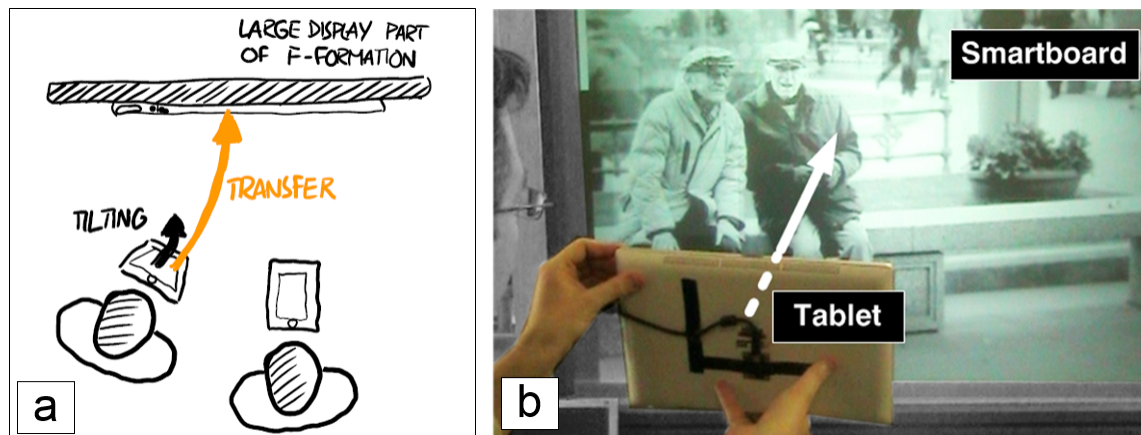 LARGE DISPLAY PART
OF F-FORMATION
TRANSFER
TILTING
a
Smartboard
Tablet
b